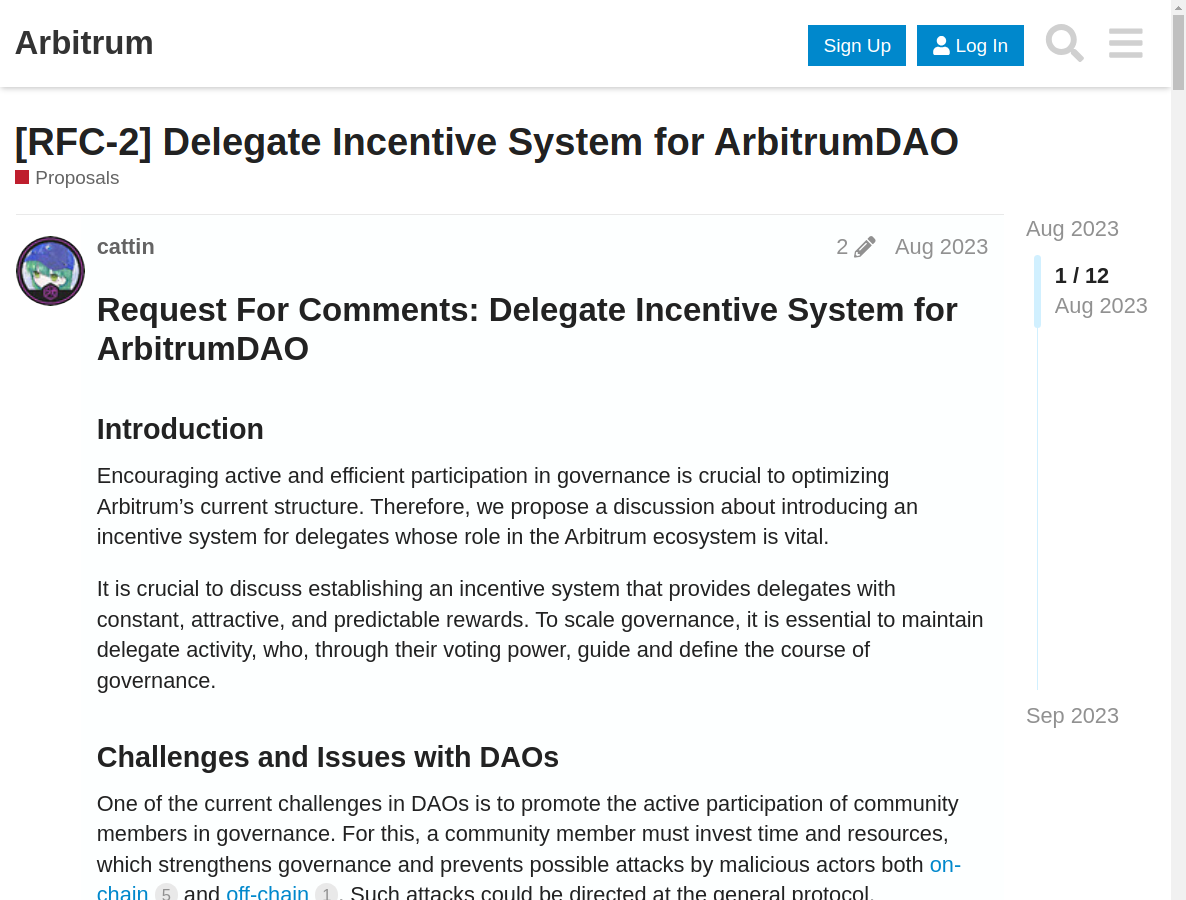 Arbitrum
Sign Up
Log In
[RFC-2] Delegate Incentive System for ArbitrumDAO
Proposals
cattin
2
Aug 2023
Request For Comments: Delegate Incentive System for
ArbitrumDAO
Introduction
Encouraging active and efficient participation in governance is crucial to optimizing
Arbitrum’s current structure. Therefore, we propose a discussion about introducing an
incentive system for delegates whose role in the Arbitrum ecosystem is vital.
It is crucial to discuss establishing an incentive system that provides delegates with
constant, attractive, and predictable rewards. To scale governance, it is essential to maintain
delegate activity, who, through their voting power, guide and define the course of
governance.
Challenges and Issues with DAOs
One of the current challenges in DAOs is to promote the active participation of community
members in governance. For this, a community member must invest time and resources,
which strengthens governance and prevents possible attacks by malicious actors both on-
chain 5 and off-chain 1. Such attacks could be directed at the general protocol.
Aug 2023
1 / 12
Aug 2023
Sep 2023